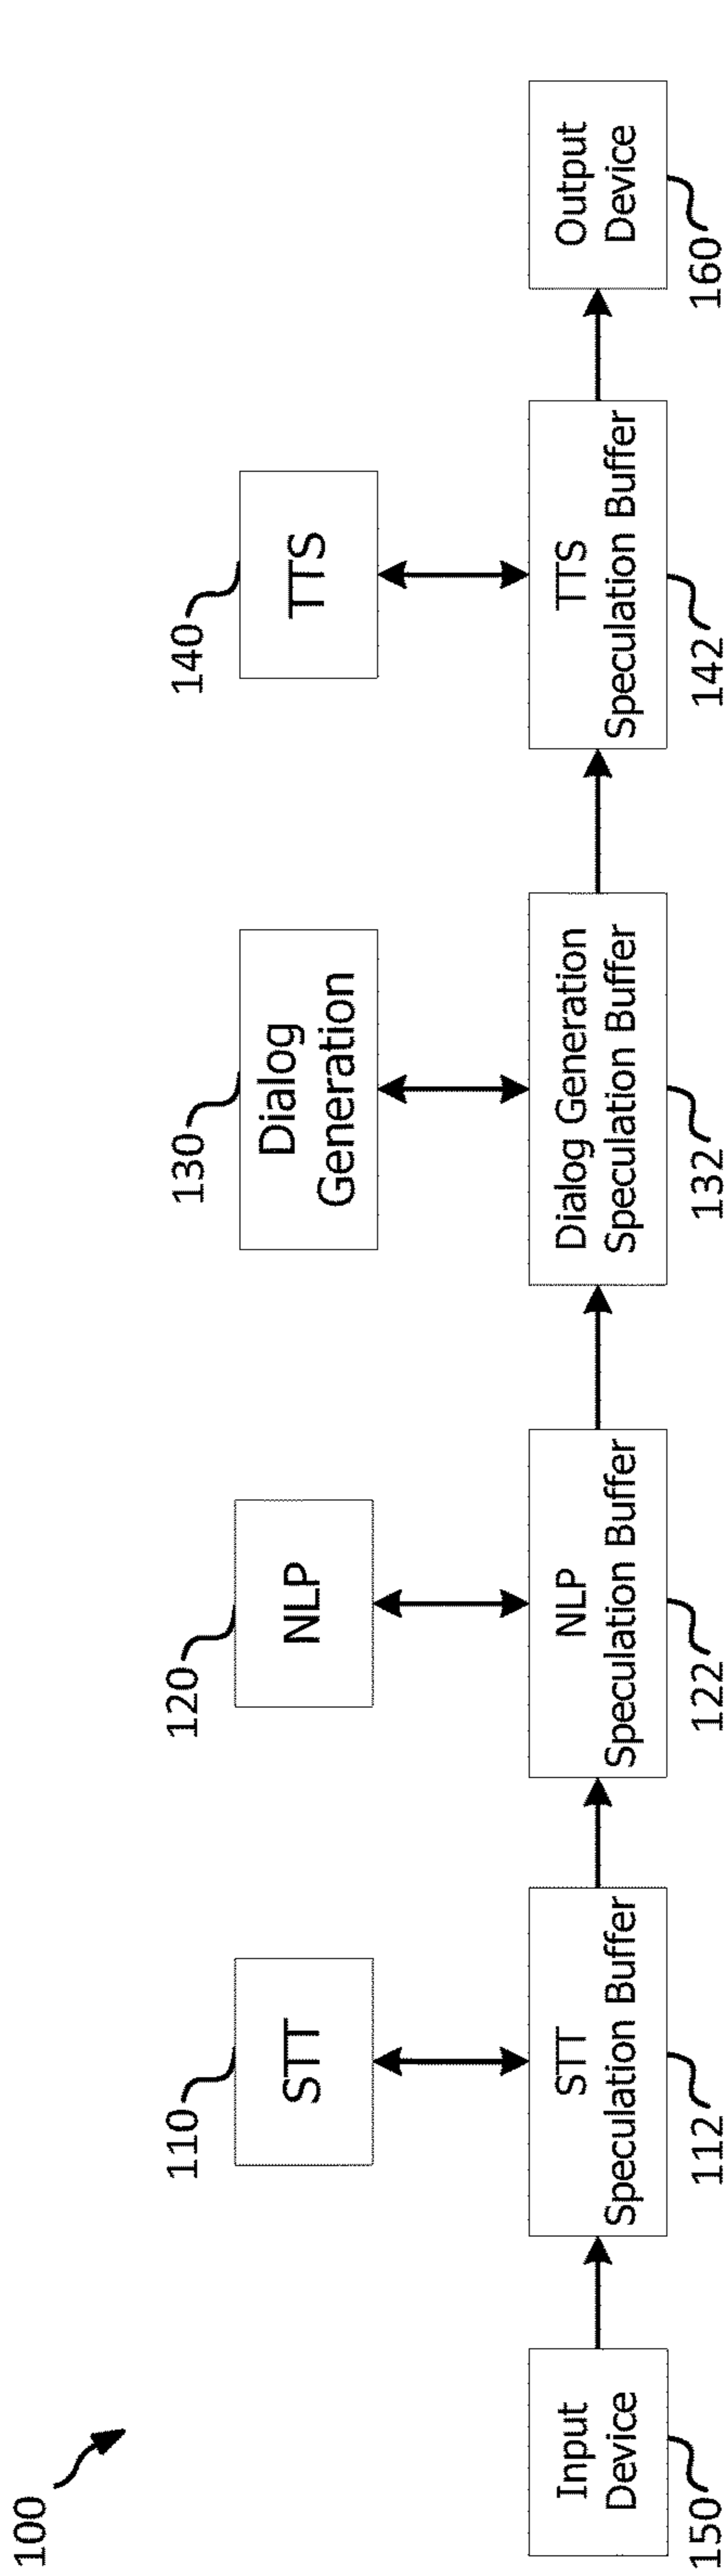 100
110
STT
120
NLP
130
Dialog
Generation
140
TTS
Input
Device
150
STT
Speculation Buffer
112
NLP
Speculation Buffer
122
Dialog Generation
Speculation Buffer
132
TTS
Speculation Buffer
142
Output
Device
160